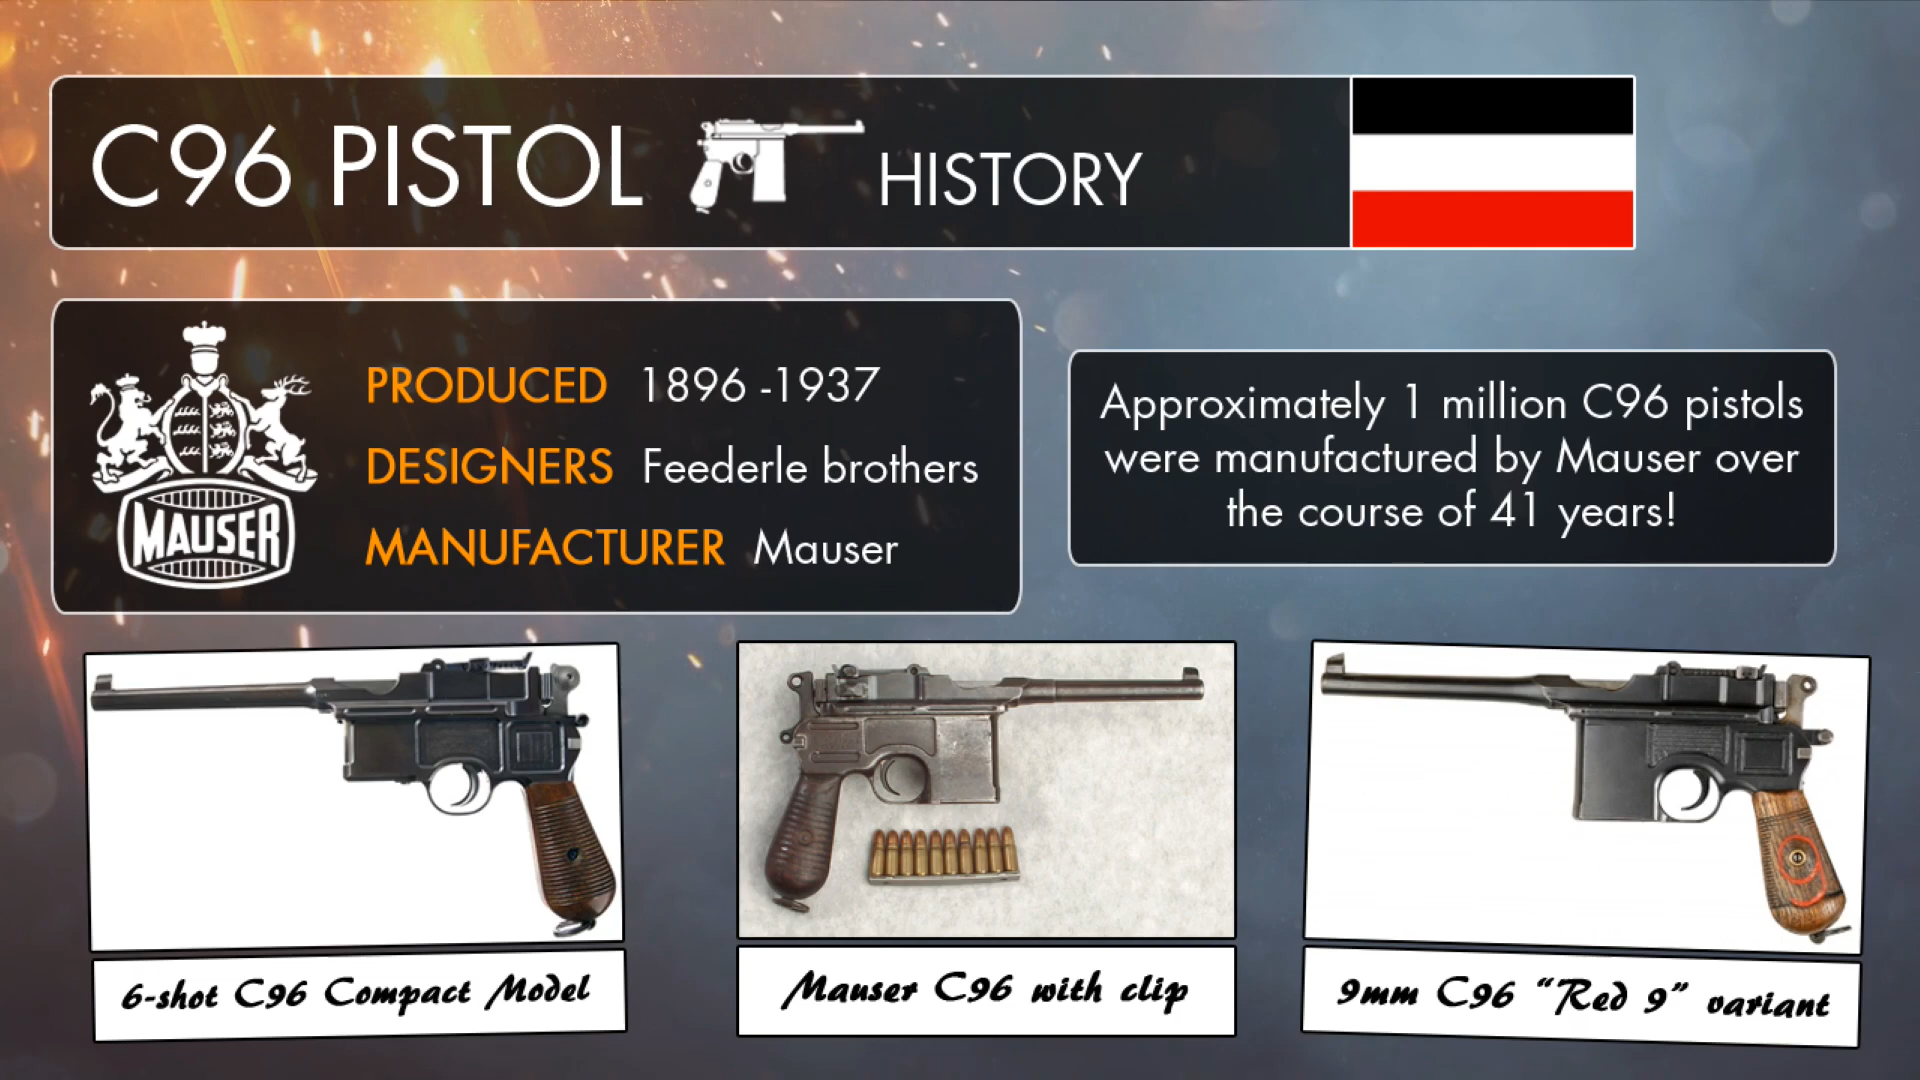 C96 PISTOL HISTORY
MAUSER
PRODUCED 1896 -1937
DESIGNERS Feederle brothers
MANUFACTURER Mauser
Approximately 1 million C96 pistols
were manufactured by Mauser over
the course of 41 years!
9
6-shot C96 Compact Model
Mauser C96 with clip
9mm C96 “Red 9” variant